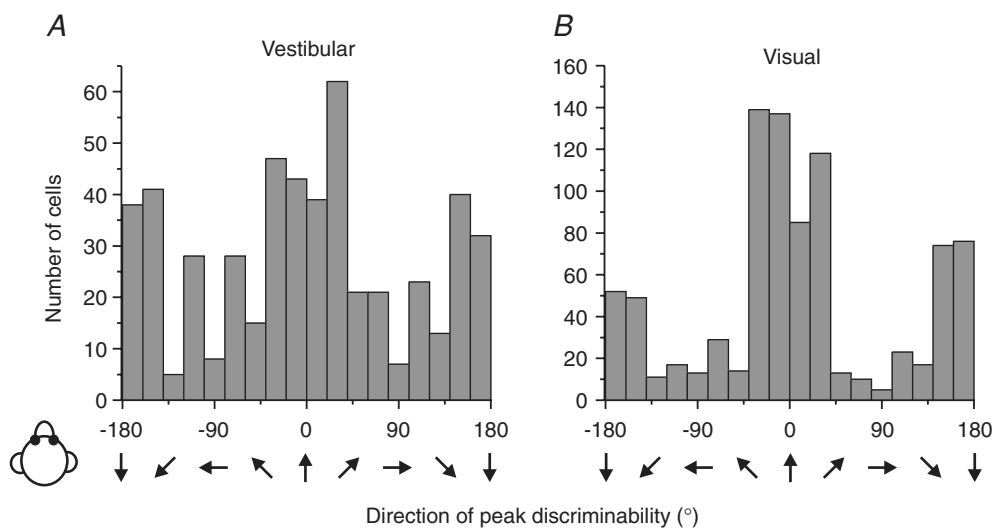 A
B
Vestibular
Visual
Number of cells
60
50
40
30
20
10
0
160
140
120
100
80
60
40
20
0
-180 -90 0 90 180
-180 -90 0 90 180
Direction of peak discriminability (°)